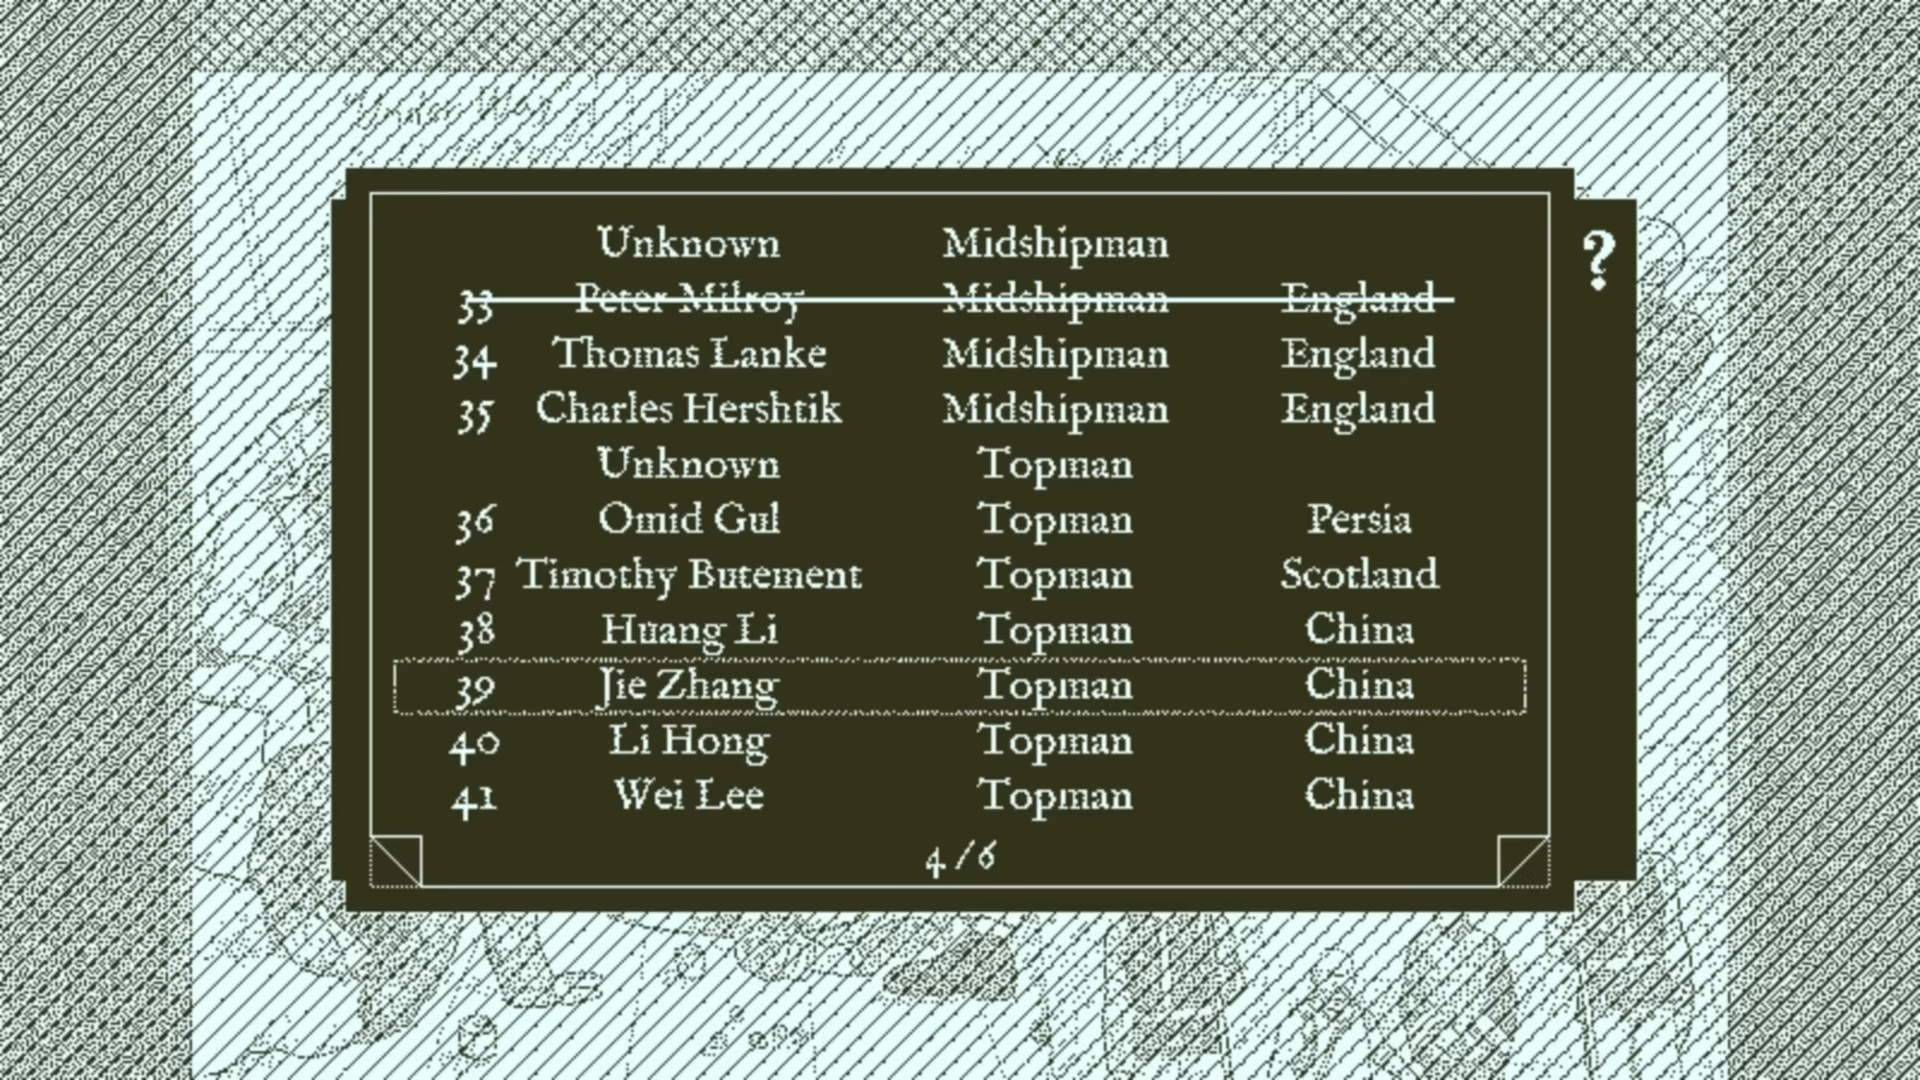 Unknown Midshipman
33 Peter Milroy Midshipman England
34 Thomas Lanke Midshipman England
35 Charles Hershtik Midshipman England
Unknown Topman
36 Omid Gul Topman Persia
37 Timothy Butement Topman Scotland
38 Huang Li Topman China
39 Jie Zhang Topman China
40 Li Hong Topman China
41 Wei Lee Topman China
4 / 6
?